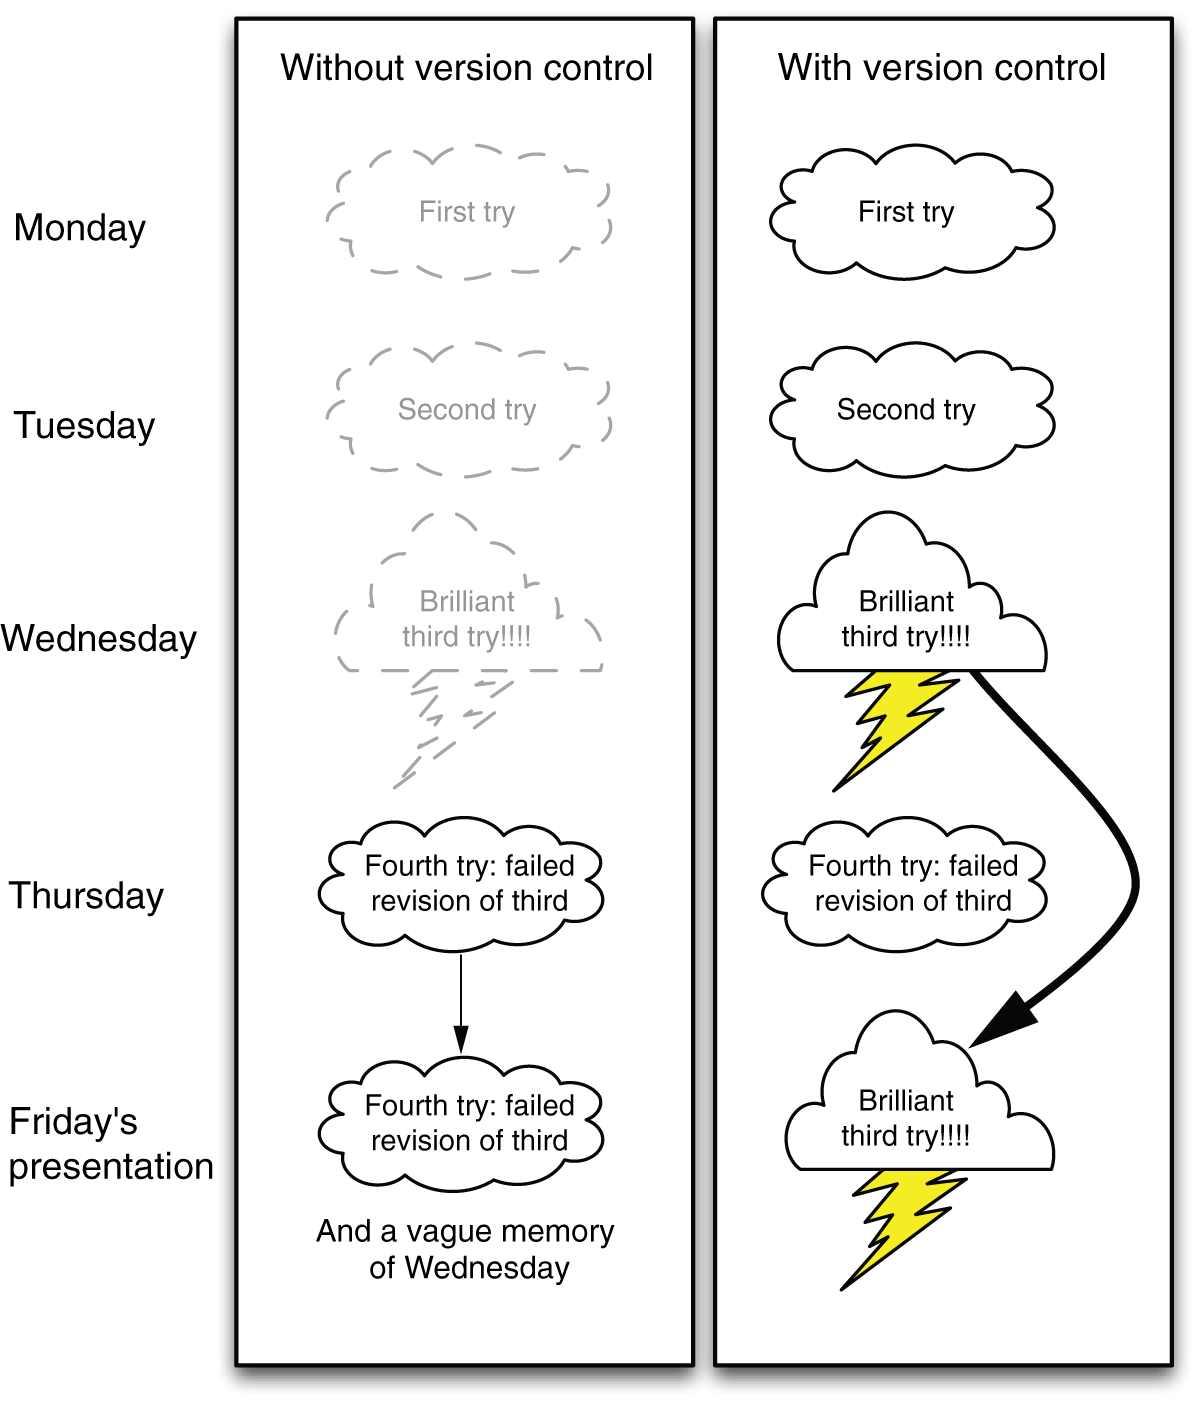 Without version control
With version control
Monday
First try
First try
Tuesday
Second try
Second try
Wednesday
Brilliant
third try!!!!
Brilliant
third try!!!!
Thursday
Fourth try: failed
revision of third
Fourth try: failed
revision of third
Friday's
presentation
Fourth try: failed
revision of third
And a vague memory
of Wednesday
Brilliant
third try!!!!